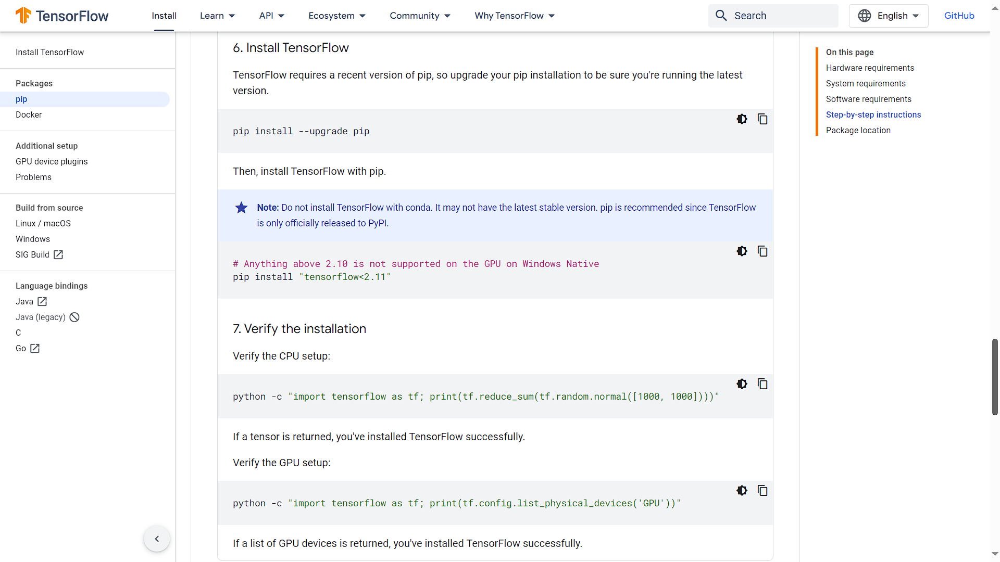 TensorFlow
Install
Learn
API
Ecosystem
Community
Why TensorFlow
Search
English
GitHub
Install TensorFlow
Packages
pip
Docker
Additional setup
GPU device plugins
Problems
Build from source
Linux / macOS
Windows
SIG Build
Language bindings
Java
Java (legacy)
C
Go
6. Install TensorFlow
TensorFlow requires a recent version of pip, so upgrade your pip installation to be sure you're running the latest
version.
pip install --upgrade pip
Then, install TensorFlow with pip.
Note: Do not install TensorFlow with conda. It may not have the latest stable version. pip is recommended since TensorFlow
is only officially released to PyPI.
# Anything above 2.10 is not supported on the GPU on Windows Native
pip install "tensorflow<2.11"
7. Verify the installation
Verify the CPU setup:
python -c "import tensorflow as tf; print(tf.reduce_sum(tf.random.normal([1000, 1000])))"
If a tensor is returned, you've installed TensorFlow successfully.
Verify the GPU setup:
python -c "import tensorflow as tf; print(tf.config.list_physical_devices('GPU'))"
If a list of GPU devices is returned, you've installed TensorFlow successfully.
On this page
Hardware requirements
System requirements
Software requirements
Step-by-step instructions
Package location